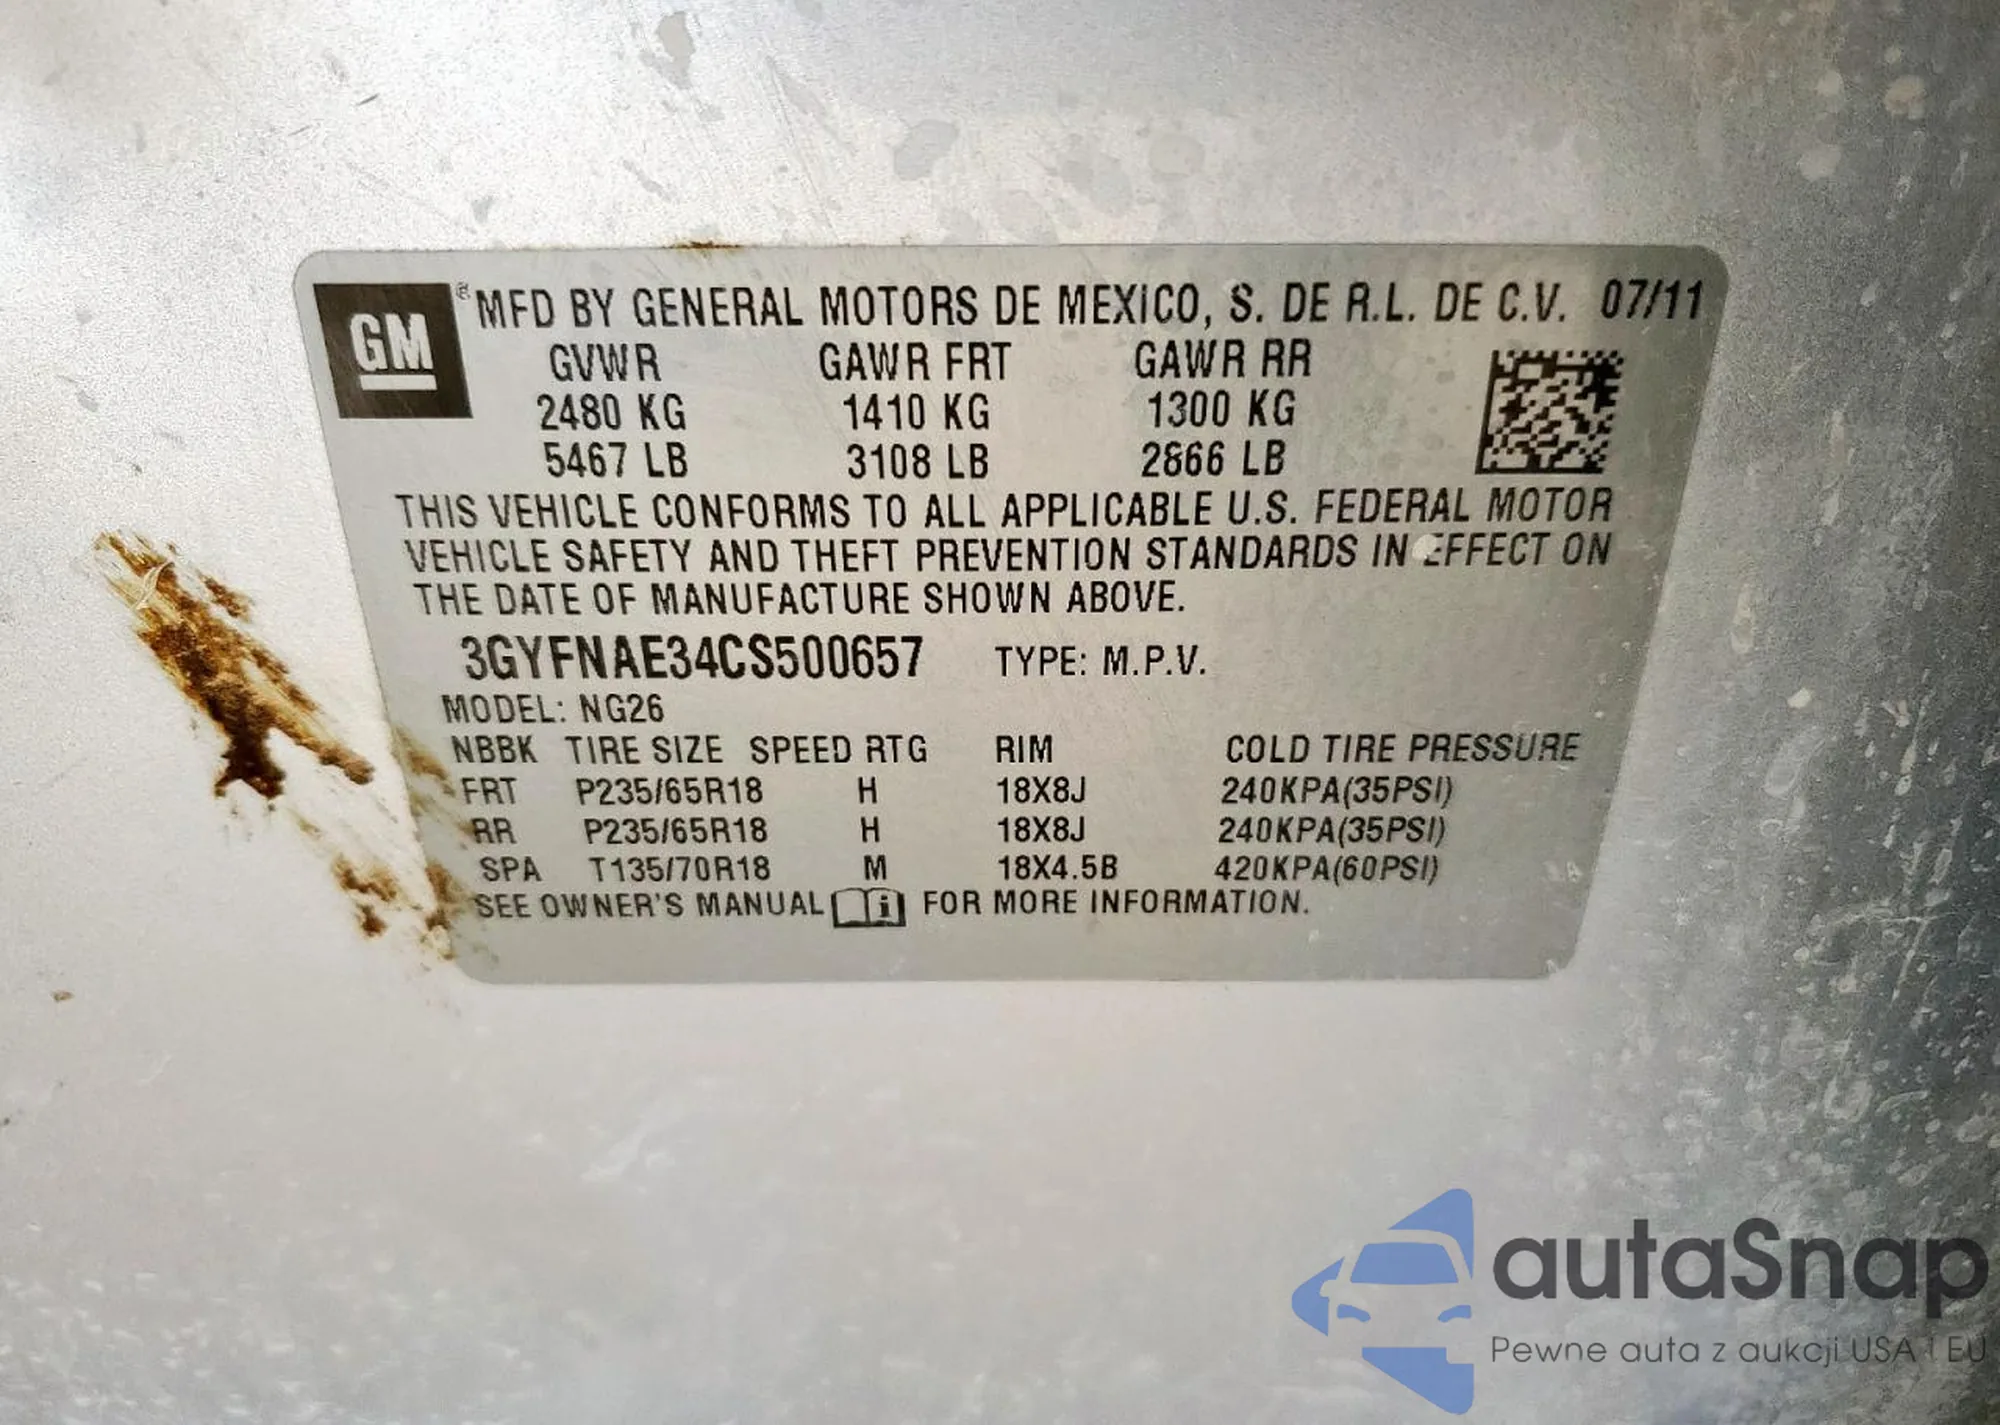 GM ® MFD BY GENERAL MOTORS DE MEXICO, S. DE R.L. DE C.V. 07/11
GVWR GAWR FRT GAWR RR
2480 KG 1410 KG 1300 KG
5467 LB 3108 LB 2866 LB
THIS VEHICLE CONFORMS TO ALL APPLICABLE U.S. FEDERAL MOTOR
VEHICLE SAFETY AND THEFT PREVENTION STANDARDS IN EFFECT ON
THE DATE OF MANUFACTURE SHOWN ABOVE.
3GYFNAE34CS500657 TYPE: M.P.V.
MODEL: NG26
NBBK TIRE SIZE SPEED RTG RIM COLD TIRE PRESSURE
FRT P235/65R18 H 18X8J 240KPA(35PSI)
RR P235/65R18 H 18X8J 240KPA(35PSI)
SPA T135/70R18 M 18X4.5B 420KPA(60PSI)
SEE OWNER'S MANUAL i FOR MORE INFORMATION.
autaSnap
Pewne auta z aukcji USA i EU